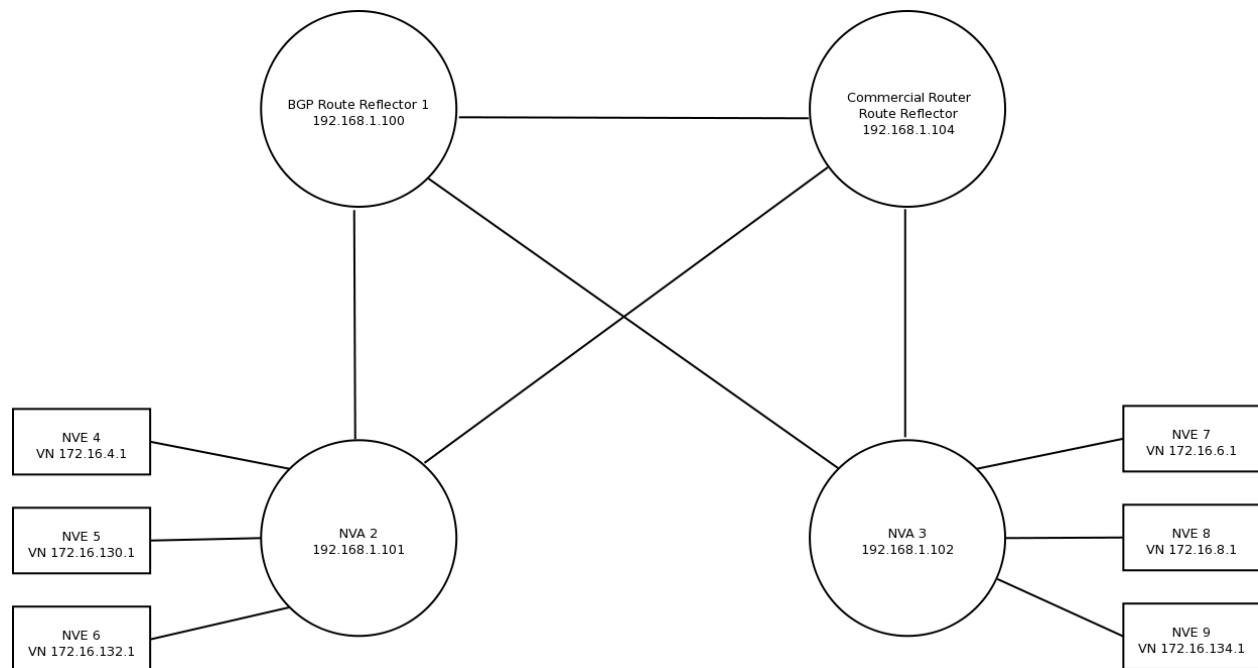 BGP Route Reflector 1
192.168.1.100
Commercial Router
Route Reflector
192.168.1.104
NVE 4
VN 172.16.4.1
NVE 5
VN 172.16.130.1
NVE 6
VN 172.16.132.1
NVA 2
192.168.1.101
NVA 3
192.168.1.102
NVE 7
VN 172.16.6.1
NVE 8
VN 172.16.8.1
NVE 9
VN 172.16.134.1